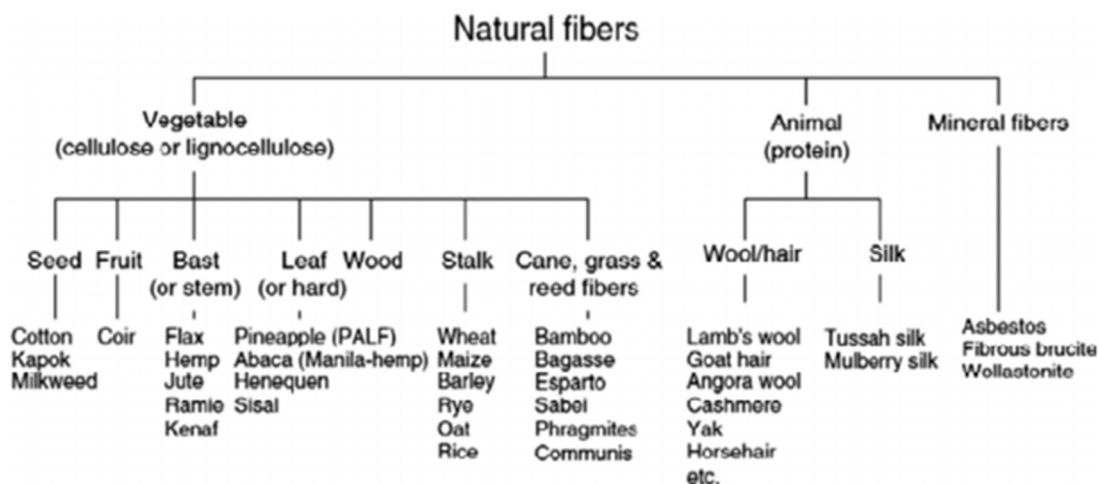 Natural fibers
Vegetable
(cellulose or lignocellulose)
Animal
(protein)
Mineral fibers
Seed
Fruit
Bast
(or stem)
Leaf
(or hard)
Wood
Stalk
Cane, grass &
reed fibers
Wool/hair
Silk
Cotton
Kapok
Milkweed
Coir
Flax
Hemp
Jute
Ramie
Kenaf
Pineapple (PALF)
Abaca (Manila-hemp)
Henequen
Sisal
Wheat
Maize
Barley
Rye
Oat
Rice
Bamboo
Bagasse
Esparto
Sabei
Phragmites
Communis
Lamb's wool
Goat hair
Angora wool
Cashmere
Yak
Horsehair
etc.
Tussah silk
Mulberry silk
Asbestos
Fibrous brucite
Wollastonite